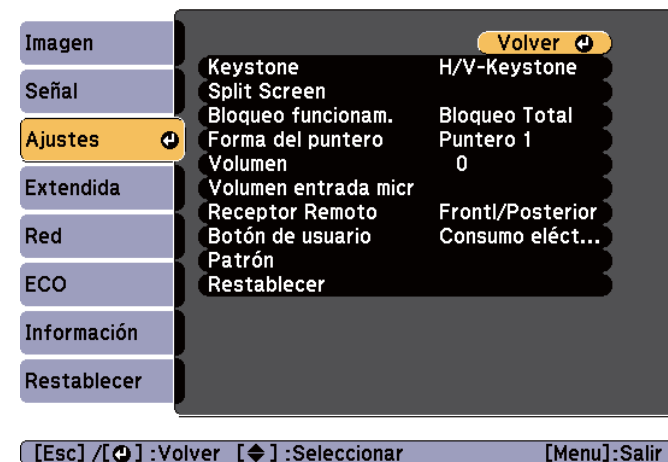 Imagen
Señal
Ajustes
Extendida
Red
ECO
Información
Restablecer
Volver
Keystone H/V-Keystone
Split Screen
Bloqueo funcionam. Bloqueo Total
Forma del puntero Puntero 1
Volumen 0
Volumen entrada micr
Receptor Remoto Frontl/Posterior
Botón de usuario Consumo eléct...
Patrón
Restablecer
[Esc] /[ ] :Volver [ ] :Seleccionar [Menu]:Salir